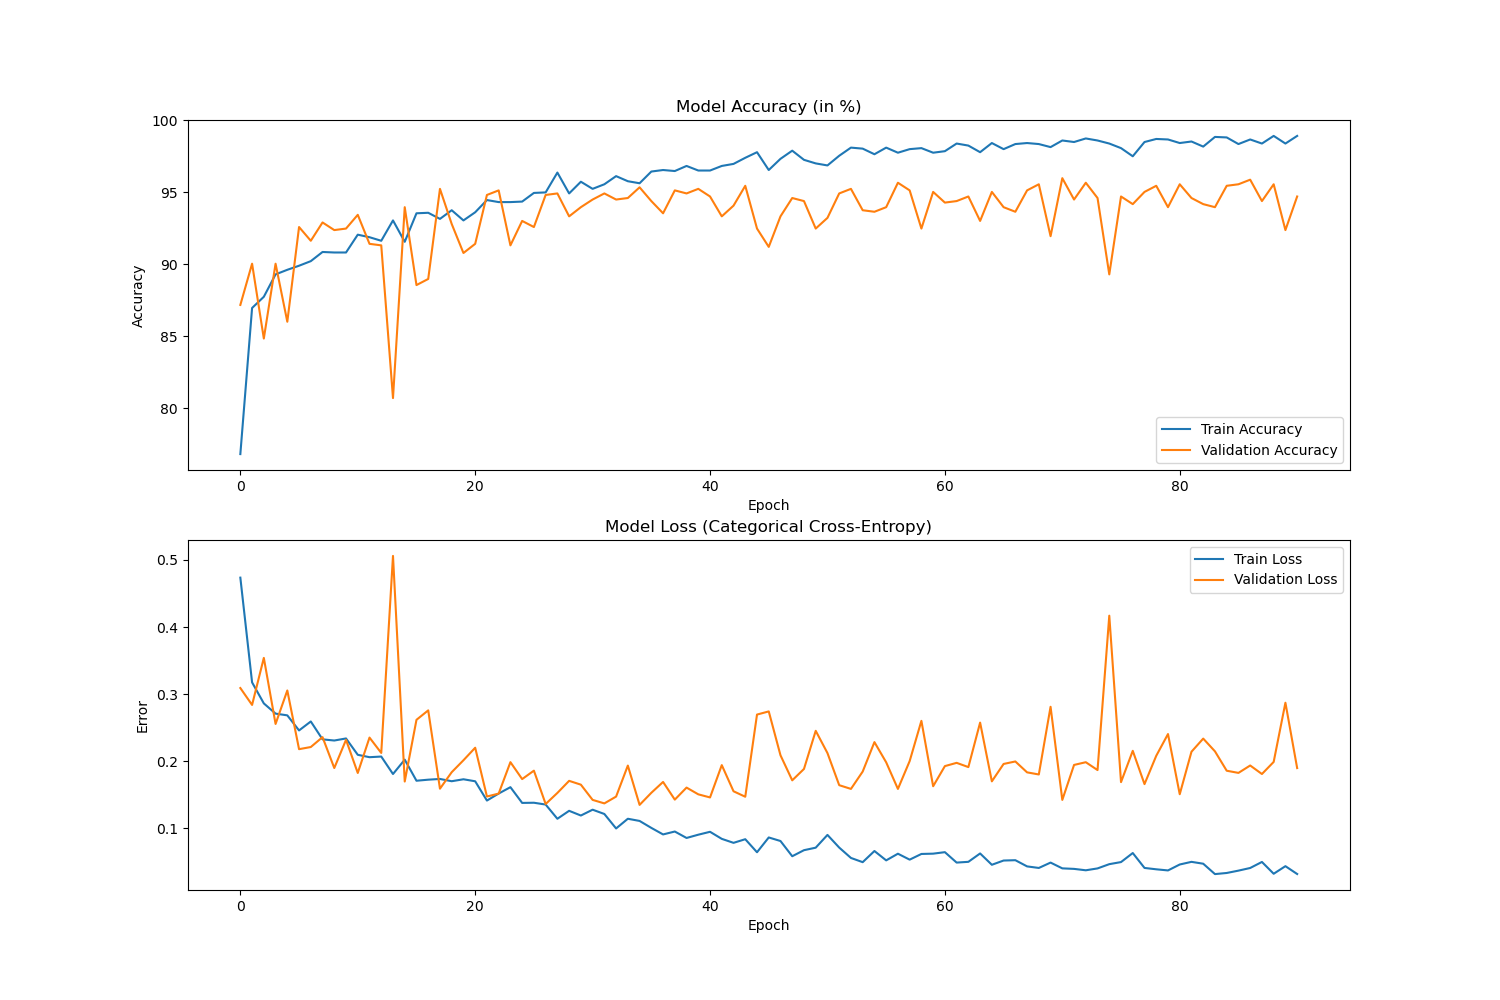 Model Accuracy (in %)
100
95
90
85
80
Accuracy
Train Accuracy
Validation Accuracy
0 20 40 60 80
Epoch
Model Loss (Categorical Cross-Entropy)
0.5
0.4
0.3
0.2
0.1
Error
Train Loss
Validation Loss
0 20 40 60 80
Epoch